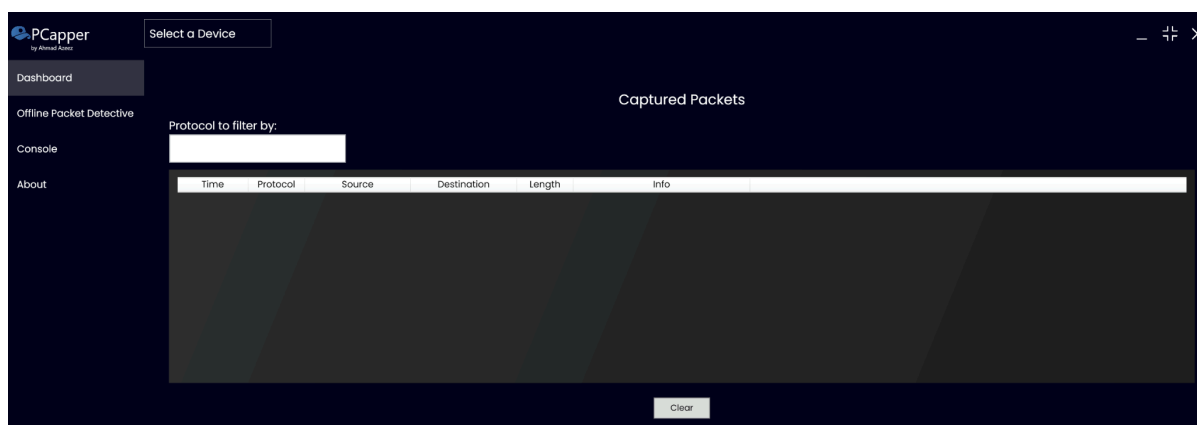 PCapper
by Ahmad Azeez
Select a Device
Dashboard
Offline Packet Detective
Console
About
Captured Packets
Protocol to filter by:
Time Protocol Source Destination Length Info
Clear